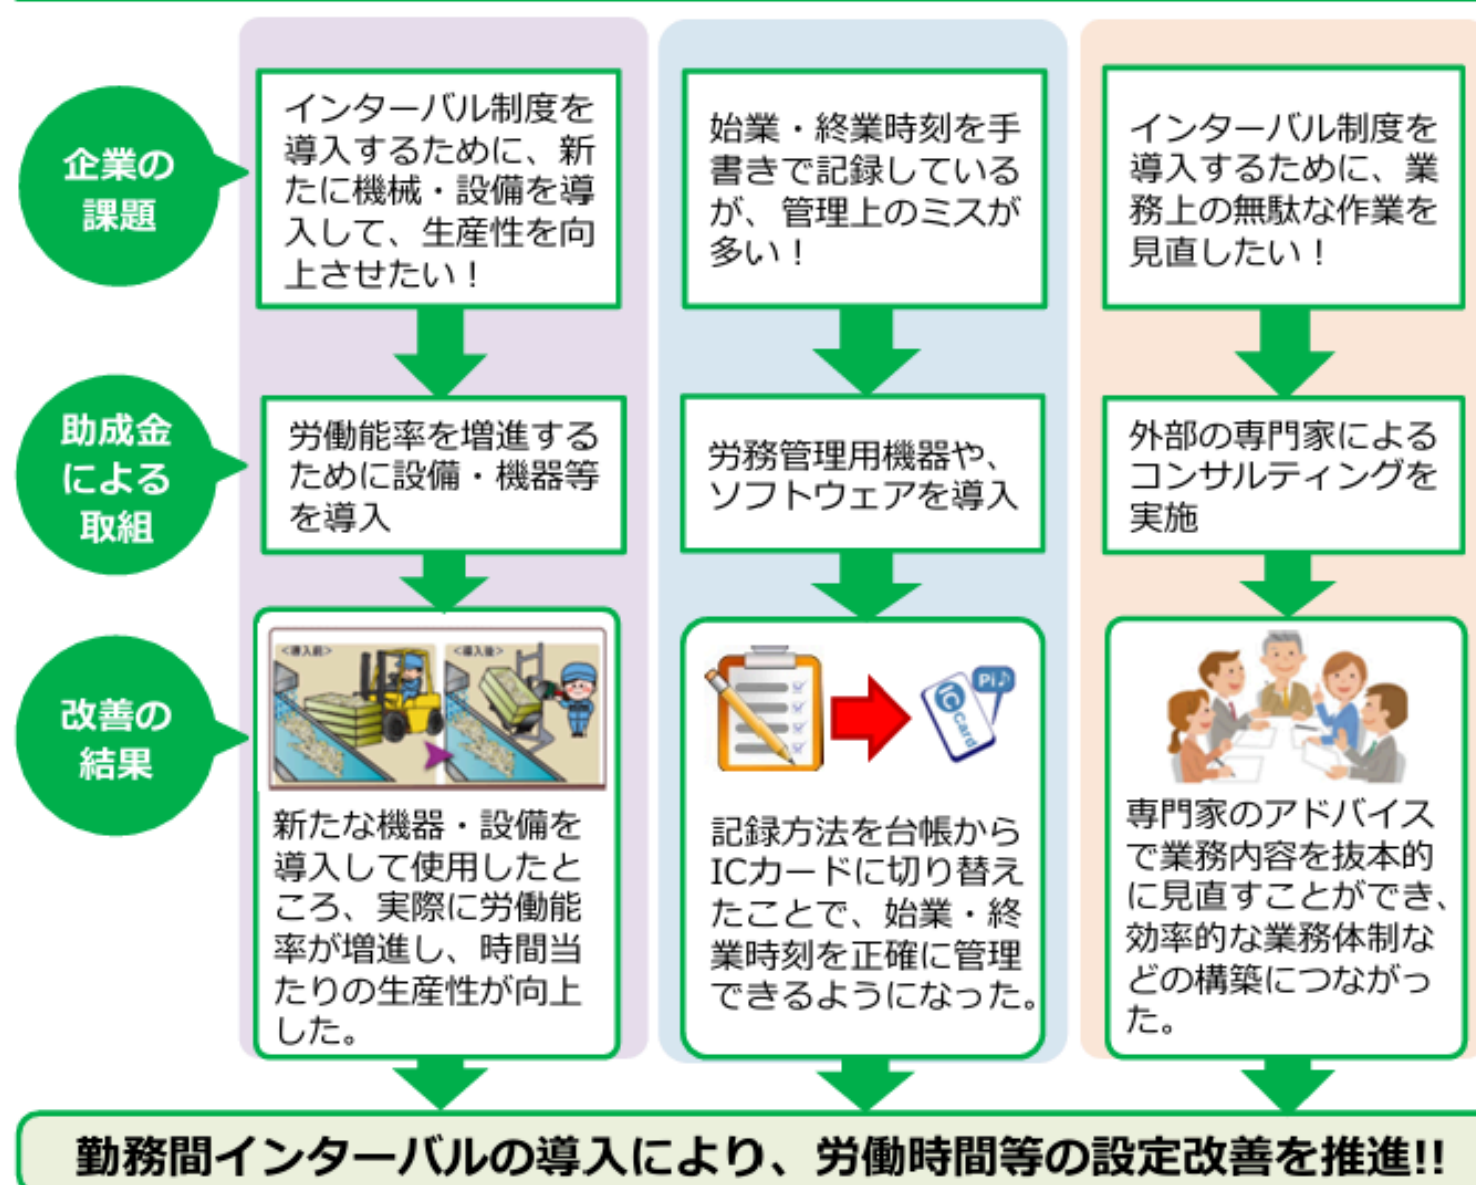 企業の
課題
インターバル制度を
導入するために、新
たに機械・設備を導
入して、生産性を向
上させたい！
始業・終業時刻を手
書きで記録している
が、管理上のミスが
多い！
インターバル制度を
導入するために、業
務上の無駄な作業を
見直したい！
助成金
による
取組
労働能率を増進する
ために設備・機器等
を導入
労務管理用機器や、
ソフトウェアを導入
外部の専門家による
コンサルティングを
実施
改善の
結果
<導入前>
<導入後>
新たな機器・設備を
導入して使用したと
ころ、実際に労働能
率が増進し、時間当
たりの生産性が向上
した。
IC
Card
Pi♪
記録方法を台帳から
ICカードに切り替え
たことで、始業・終
業時刻を正確に管理
できるようになった。
専門家のアドバイス
で業務内容を抜本的
に見直すことができ、
効率的な業務体制な
どの構築につながっ
た。
勤務間インターバルの導入により、労働時間等の設定改善を推進!!